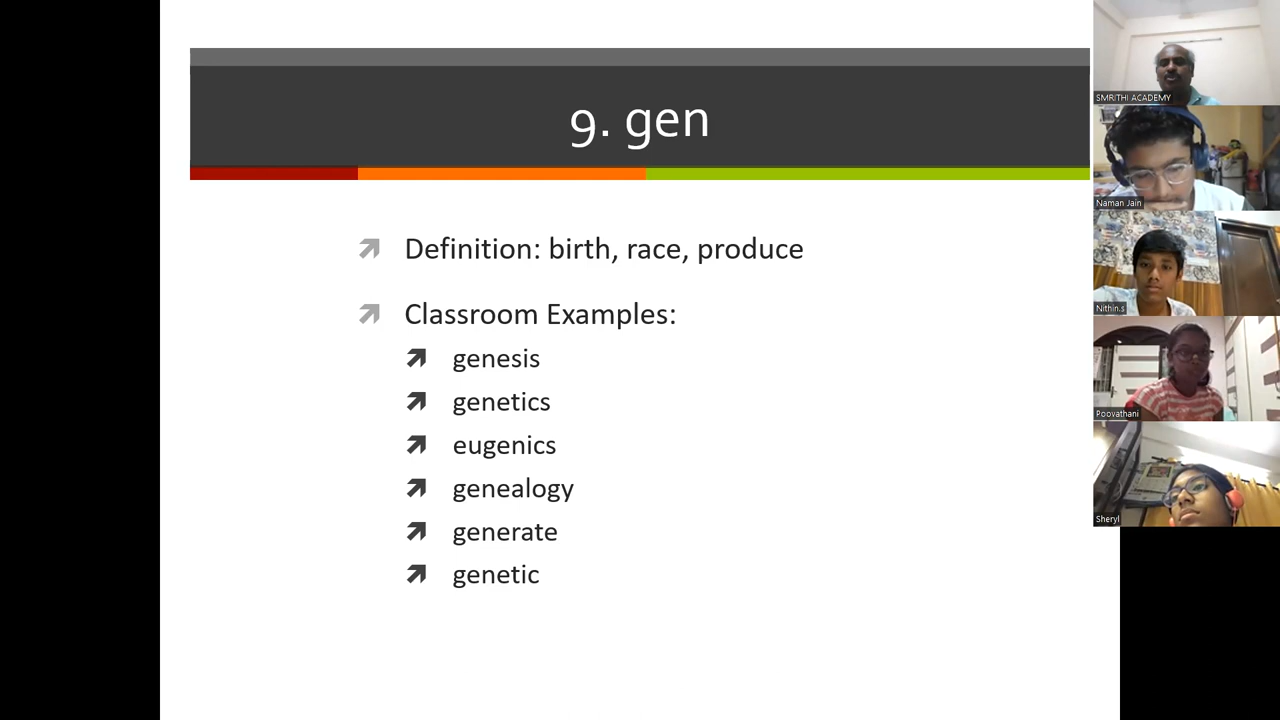 9. gen
Definition: birth, race, produce
Classroom Examples:
genesis
genetics
eugenics
genealogy
generate
genetic
SMRITHI ACADEMY
Naman Jain
Nithin.s
Poovathani
Sheryl